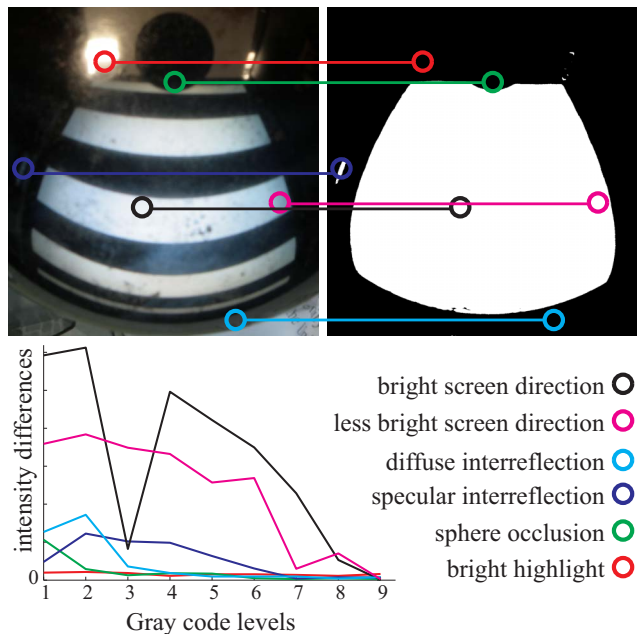 intensity differences
0
1 2 3 4 5 6 7 8 9
Gray code levels
bright screen direction
less bright screen direction
diffuse interreflection
specular interreflection
sphere occlusion
bright highlight